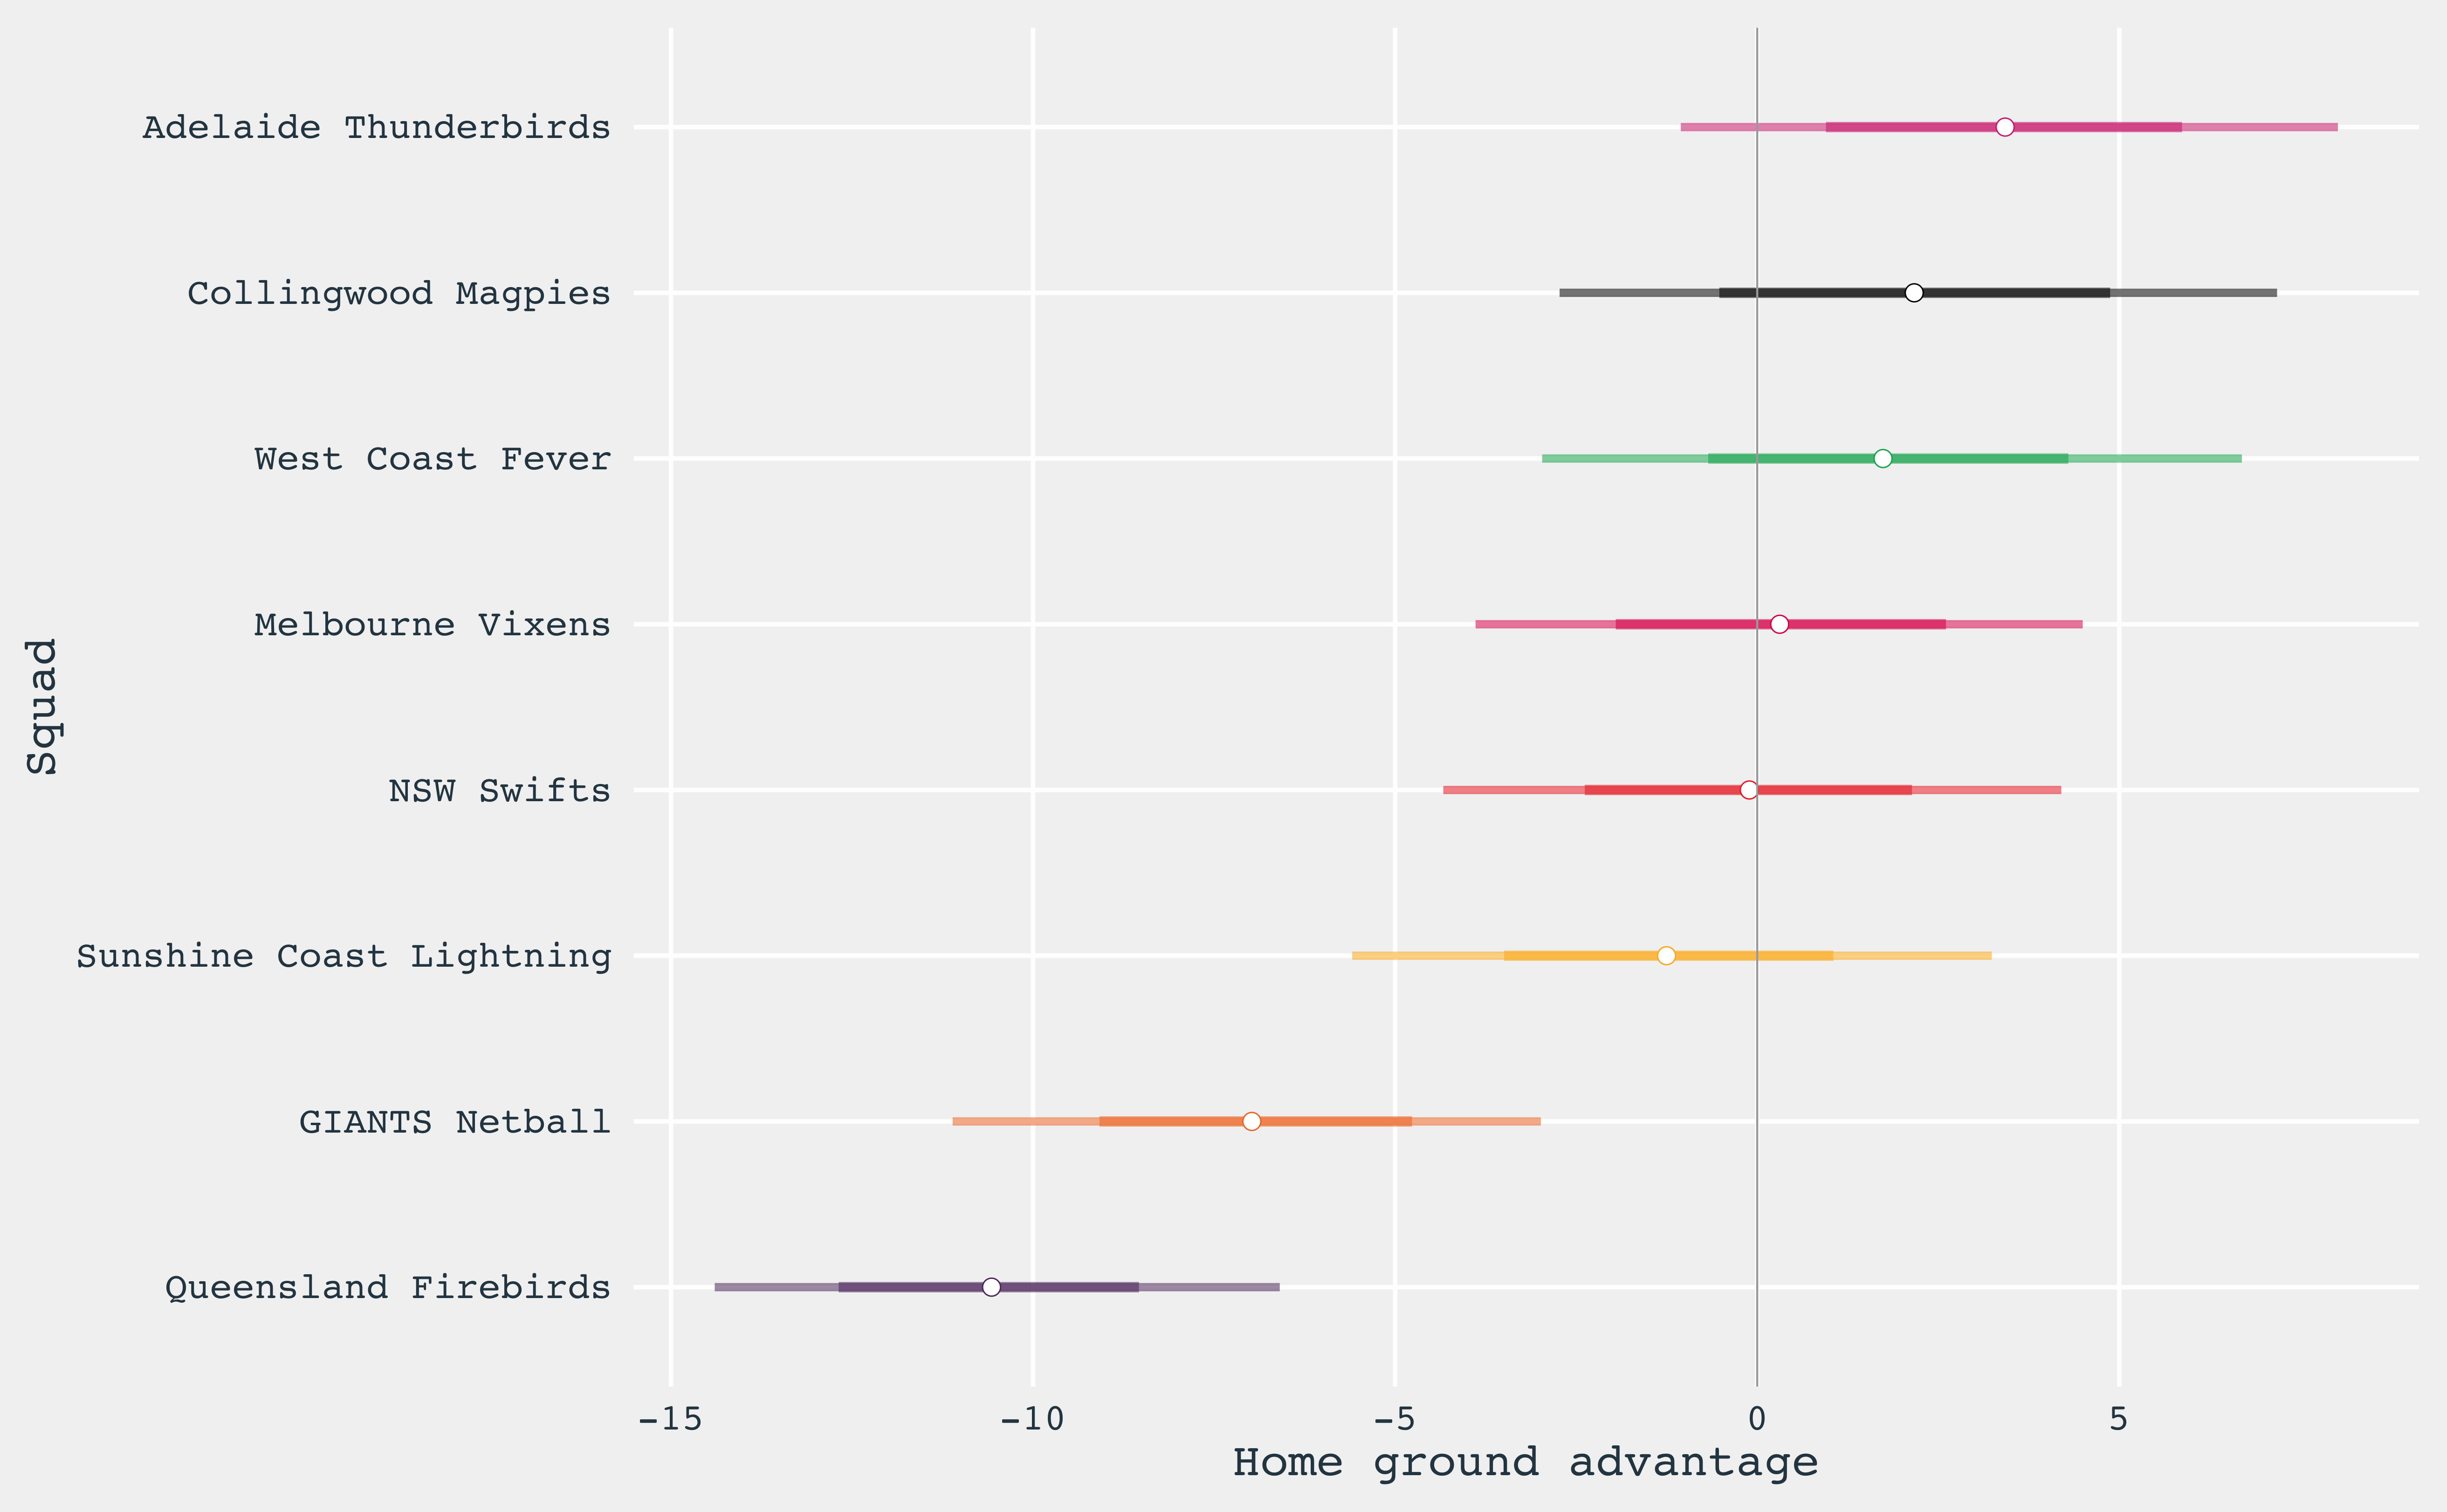 Adelaide Thunderbirds
Collingwood Magpies
West Coast Fever
Melbourne Vixens
NSW Swifts
Sunshine Coast Lightning
GIANTS Netball
Queensland Firebirds
Squad
-15 -10 -5 0 5
Home ground advantage